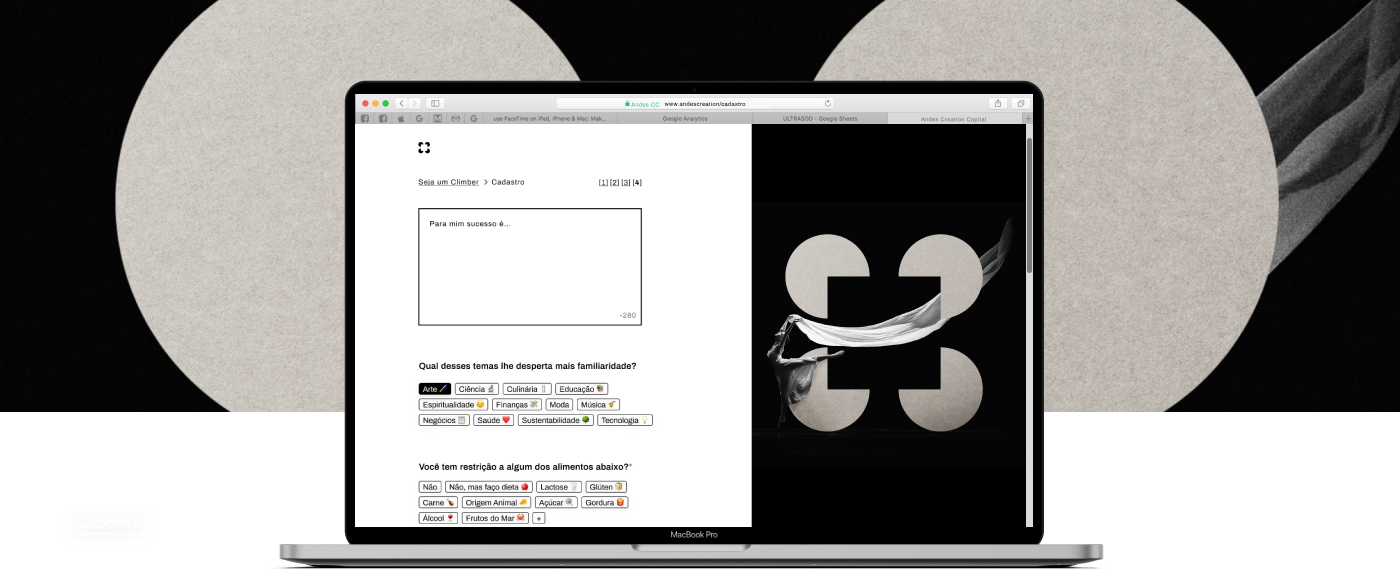 Andes CC www.andescreation/cadastro
use FaceTime on iPad, iPhone & Mac: Mak...
Google Analytics
ULTRASOD - Google Sheets
Andes Creation Capital
Seja um Climber > Cadastro
[1] [2] [3] [4]
Para mim sucesso é...
-280
Qual desses temas lhe desperta mais familiaridade?
Arte Ciência Culinária Educação
Espiritualidade Finanças Moda Música
Negócios Saúde Sustentabilidade Tecnologia
Você tem restrição a algum dos alimentos abaixo?*
Não Não, mas faço dieta Lactose Glúten
Carne Origem Animal Açúcar Gordura
Álcool Frutos do Mar +
MacBook Pro